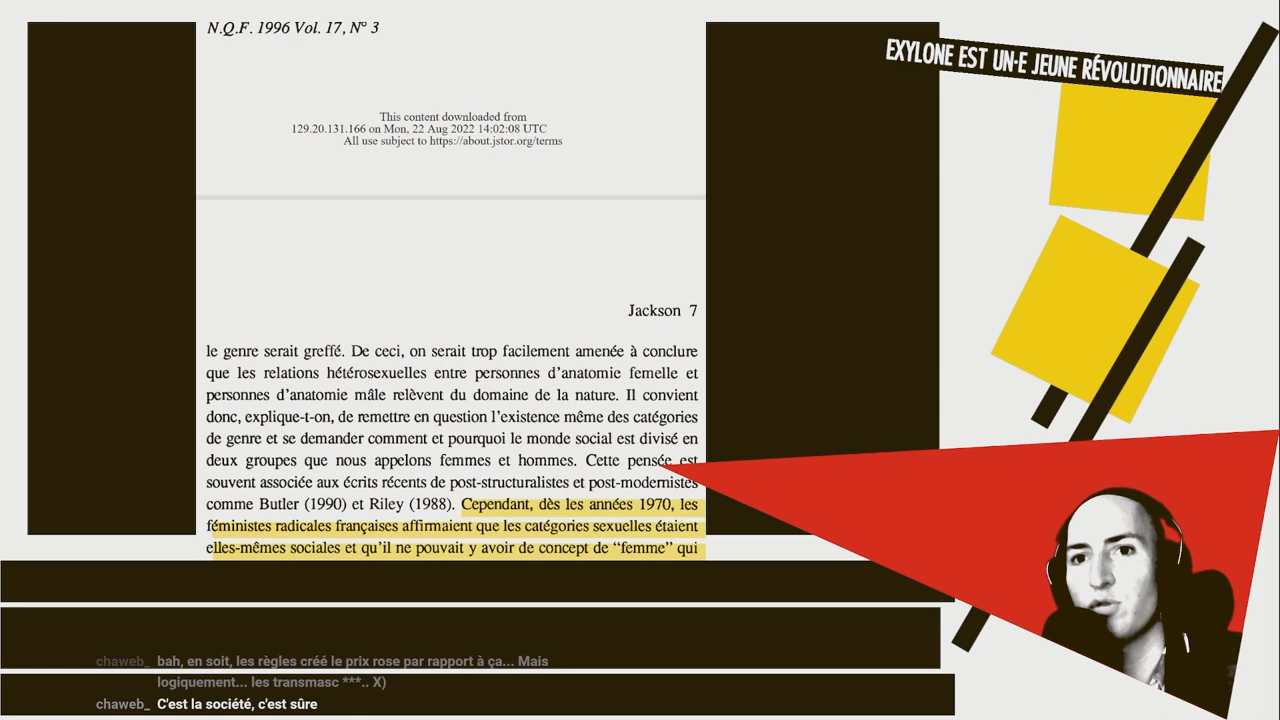 N.Q.F. 1996 Vol. 17, N° 3
EXYLONE EST UN·E JEUNE RÉVOLUTIONNAIRE
This content downloaded from
129.20.131.166 on Mon, 22 Aug 2022 14:02:08 UTC
All use subject to https://about.jstor.org/terms
Jackson 7
le genre serait greffé. De ceci, on serait trop facilement amenée à conclure
que les relations hétérosexuelles entre personnes d’anatomie femelle et
personnes d’anatomie mâle relèvent du domaine de la nature. Il convient
donc, explique-t-on, de remettre en question l’existence même des catégories
de genre et se demander comment et pourquoi le monde social est divisé en
deux groupes que nous appelons femmes et hommes. Cette pensée est
souvent associée aux écrits récents de post-structuralistes et post-modernistes
comme Butler (1990) et Riley (1988). Cependant, dès les années 1970, les
féministes radicales françaises affirmaient que les catégories sexuelles étaient
elles-mêmes sociales et qu’il ne pouvait y avoir de concept de “femme” qui
chaweb_ bah, en soit, les règles créé le prix rose par rapport à ça... Mais
logiquement... les transmasc ***.. X)
chaweb_ C'est la société, c'est sûre